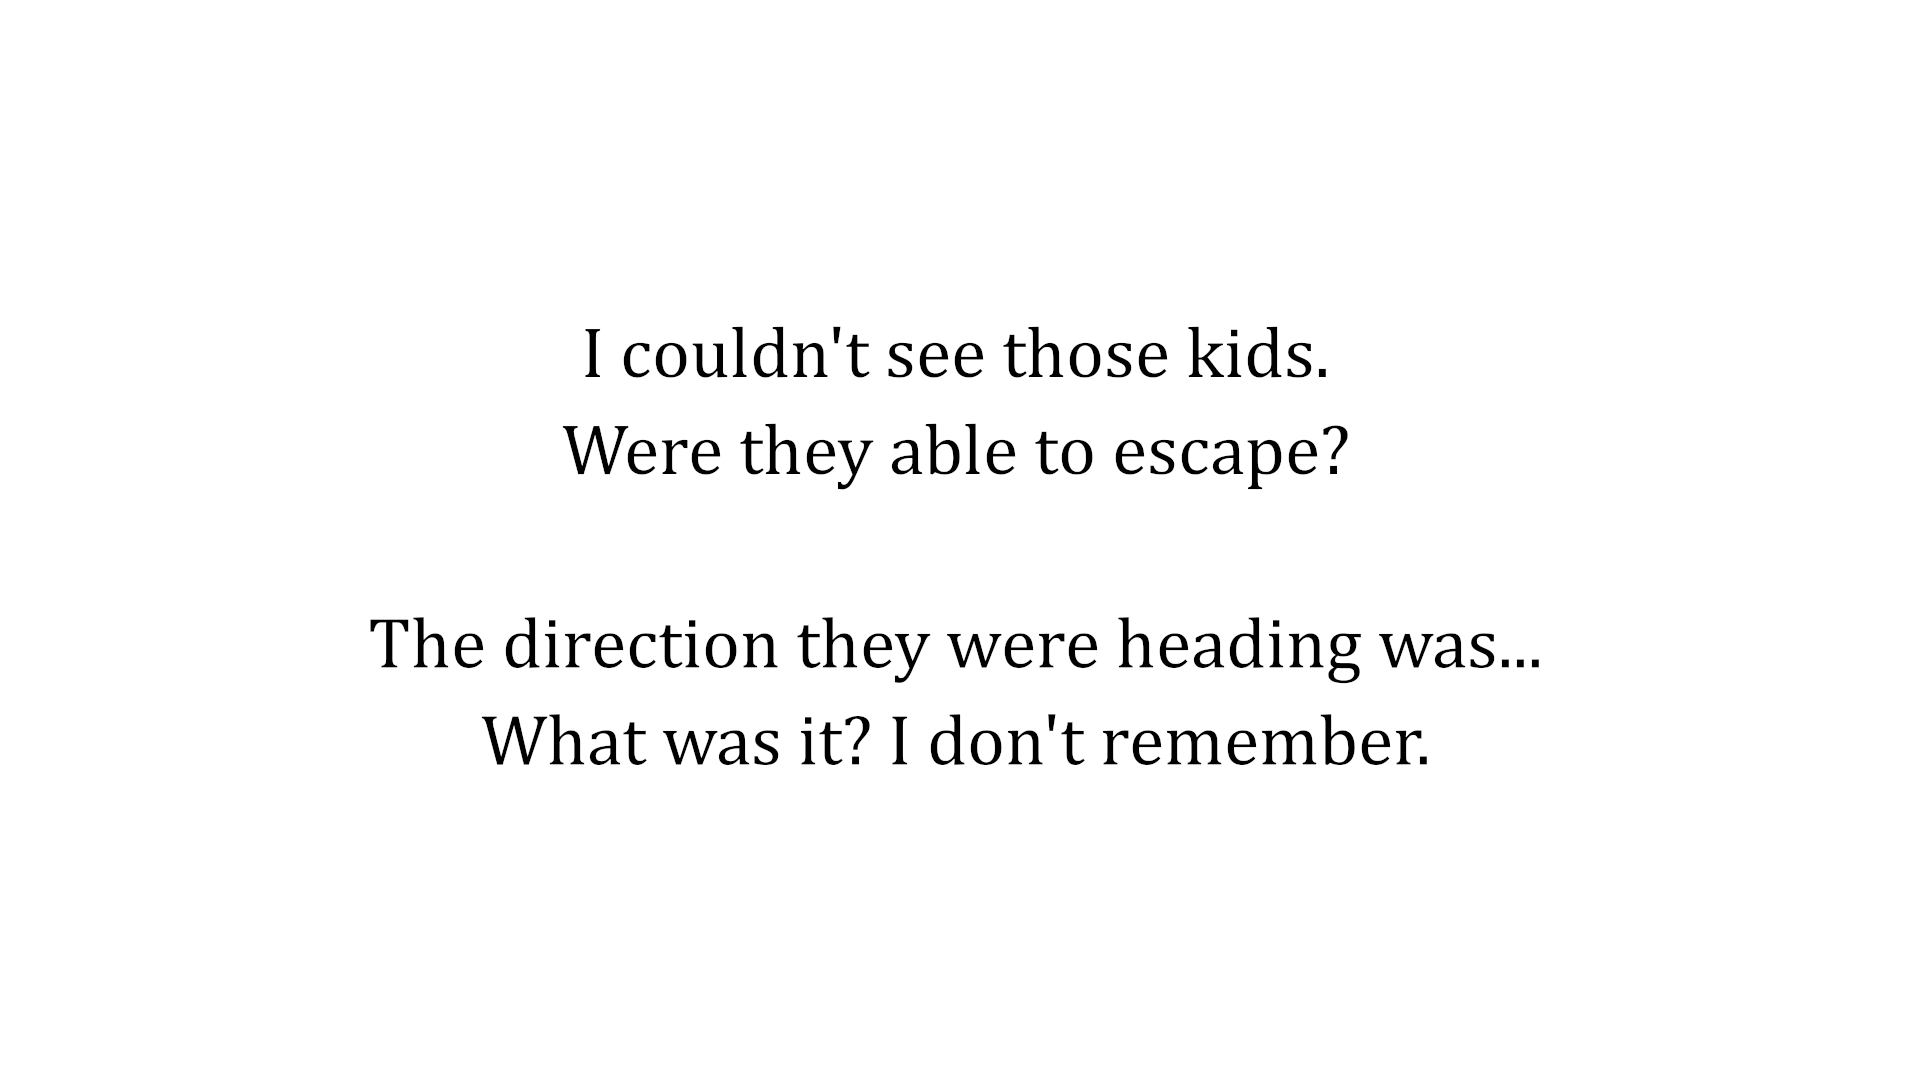 I couldn't see those kids.
Were they able to escape?
The direction they were heading was...
What was it? I don't remember.